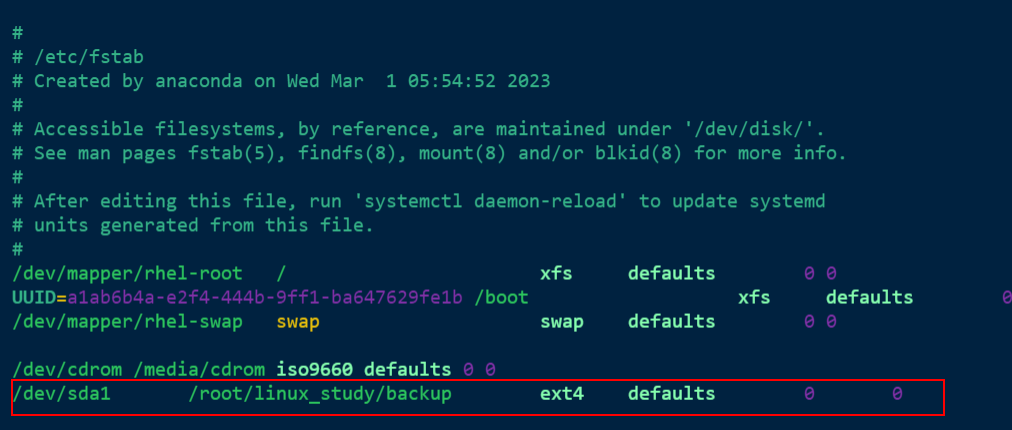 #
# /etc/fstab
# Created by anaconda on Wed Mar  1 05:54:52 2023
#
# Accessible filesystems, by reference, are maintained under '/dev/disk/'.
# See man pages fstab(5), findfs(8), mount(8) and/or blkid(8) for more info.
#
# After editing this file, run 'systemctl daemon-reload' to update systemd
# units generated from this file.
#
/dev/mapper/rhel-root   /                       xfs     defaults        0 0
UUID=a1ab6b4a-e2f4-444b-9ff1-ba647629fe1b /boot                   xfs     defaults        0
/dev/mapper/rhel-swap   swap                    swap    defaults        0 0
/dev/cdrom /media/cdrom iso9660 defaults 0 0
/dev/sda1       /root/linux_study/backup        ext4    defaults        0       0